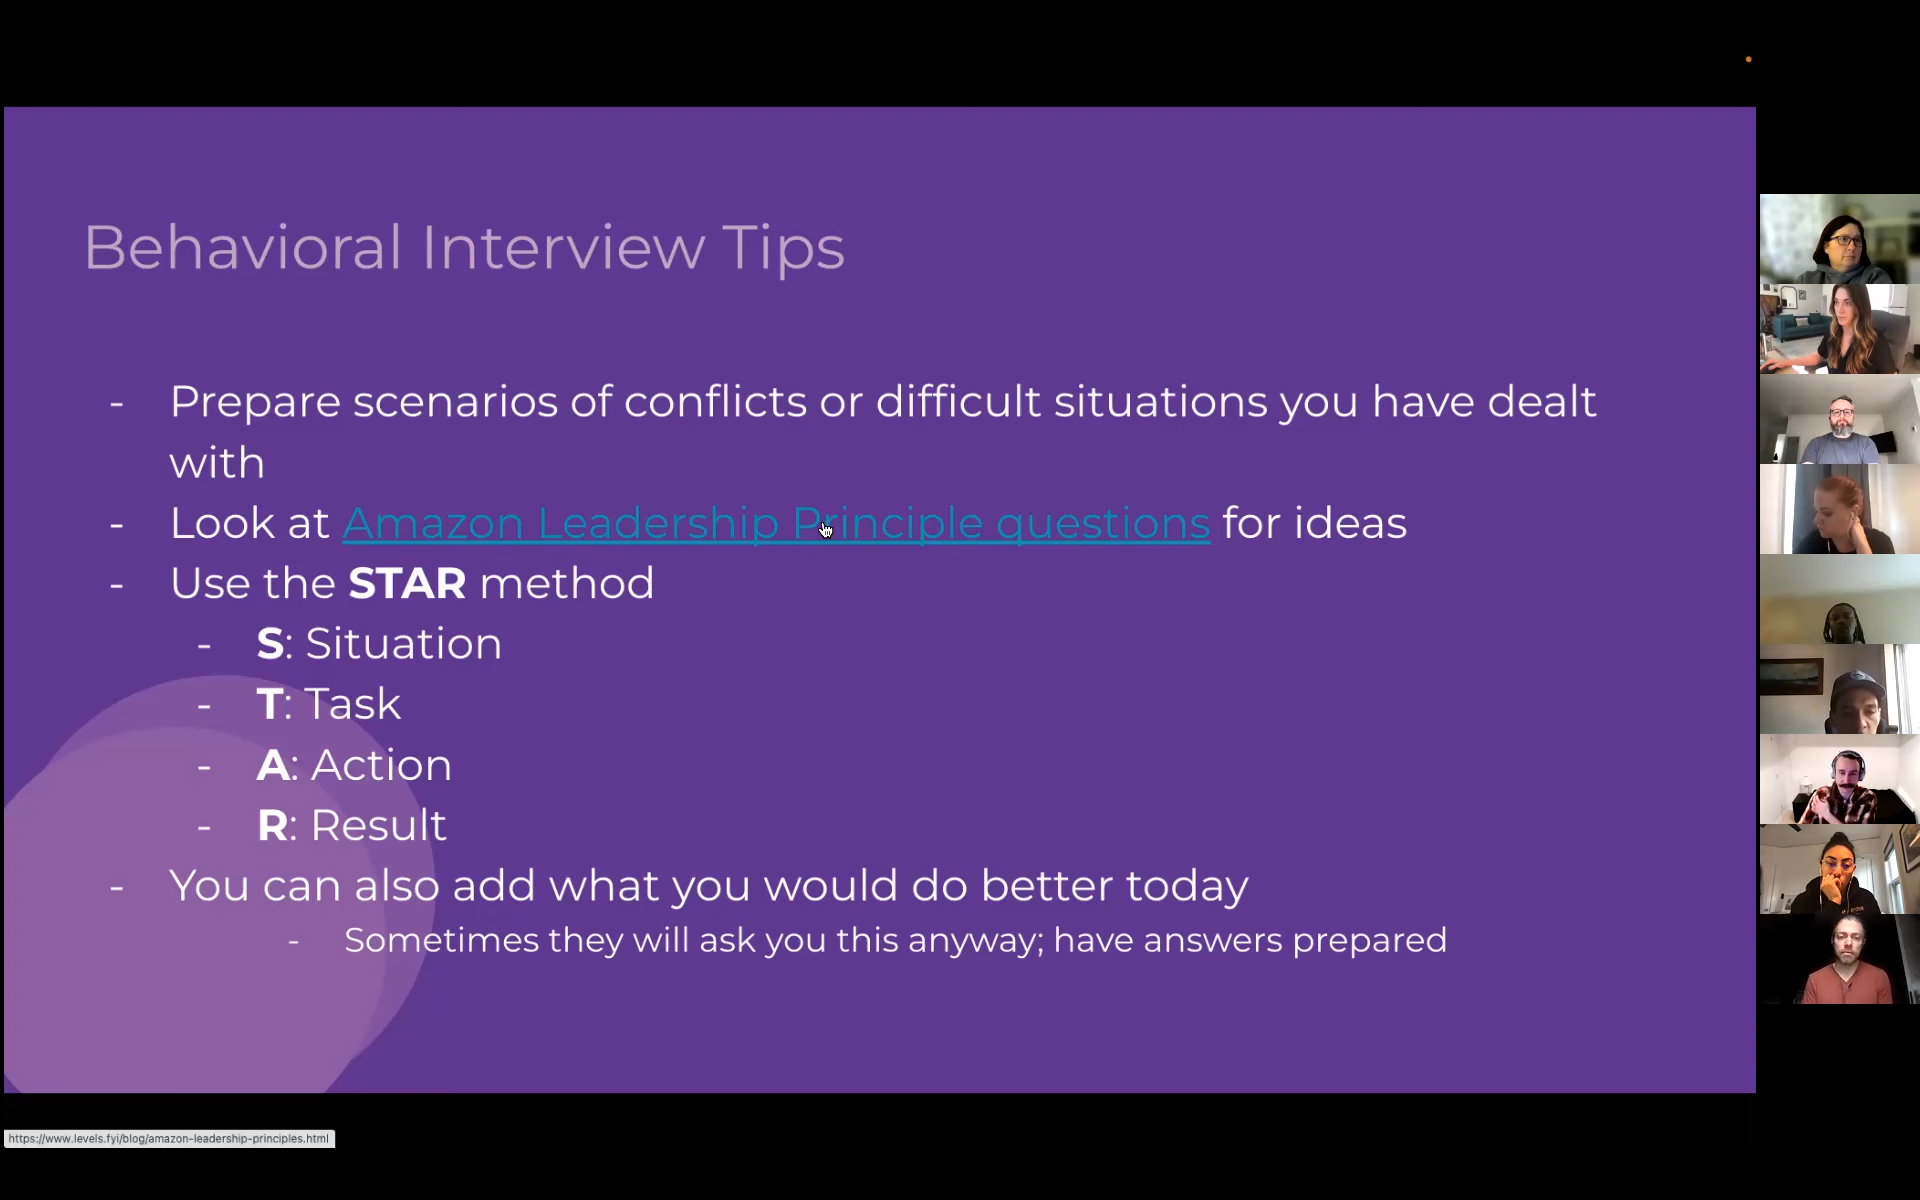 Behavioral Interview Tips
- Prepare scenarios of conflicts or difficult situations you have dealt
with
- Look at Amazon Leadership Principle questions for ideas
- Use the STAR method
- S: Situation
- T: Task
- A: Action
- R: Result
- You can also add what you would do better today
- Sometimes they will ask you this anyway; have answers prepared
https://www.levels.fyi/blog/amazon-leadership-principles.html